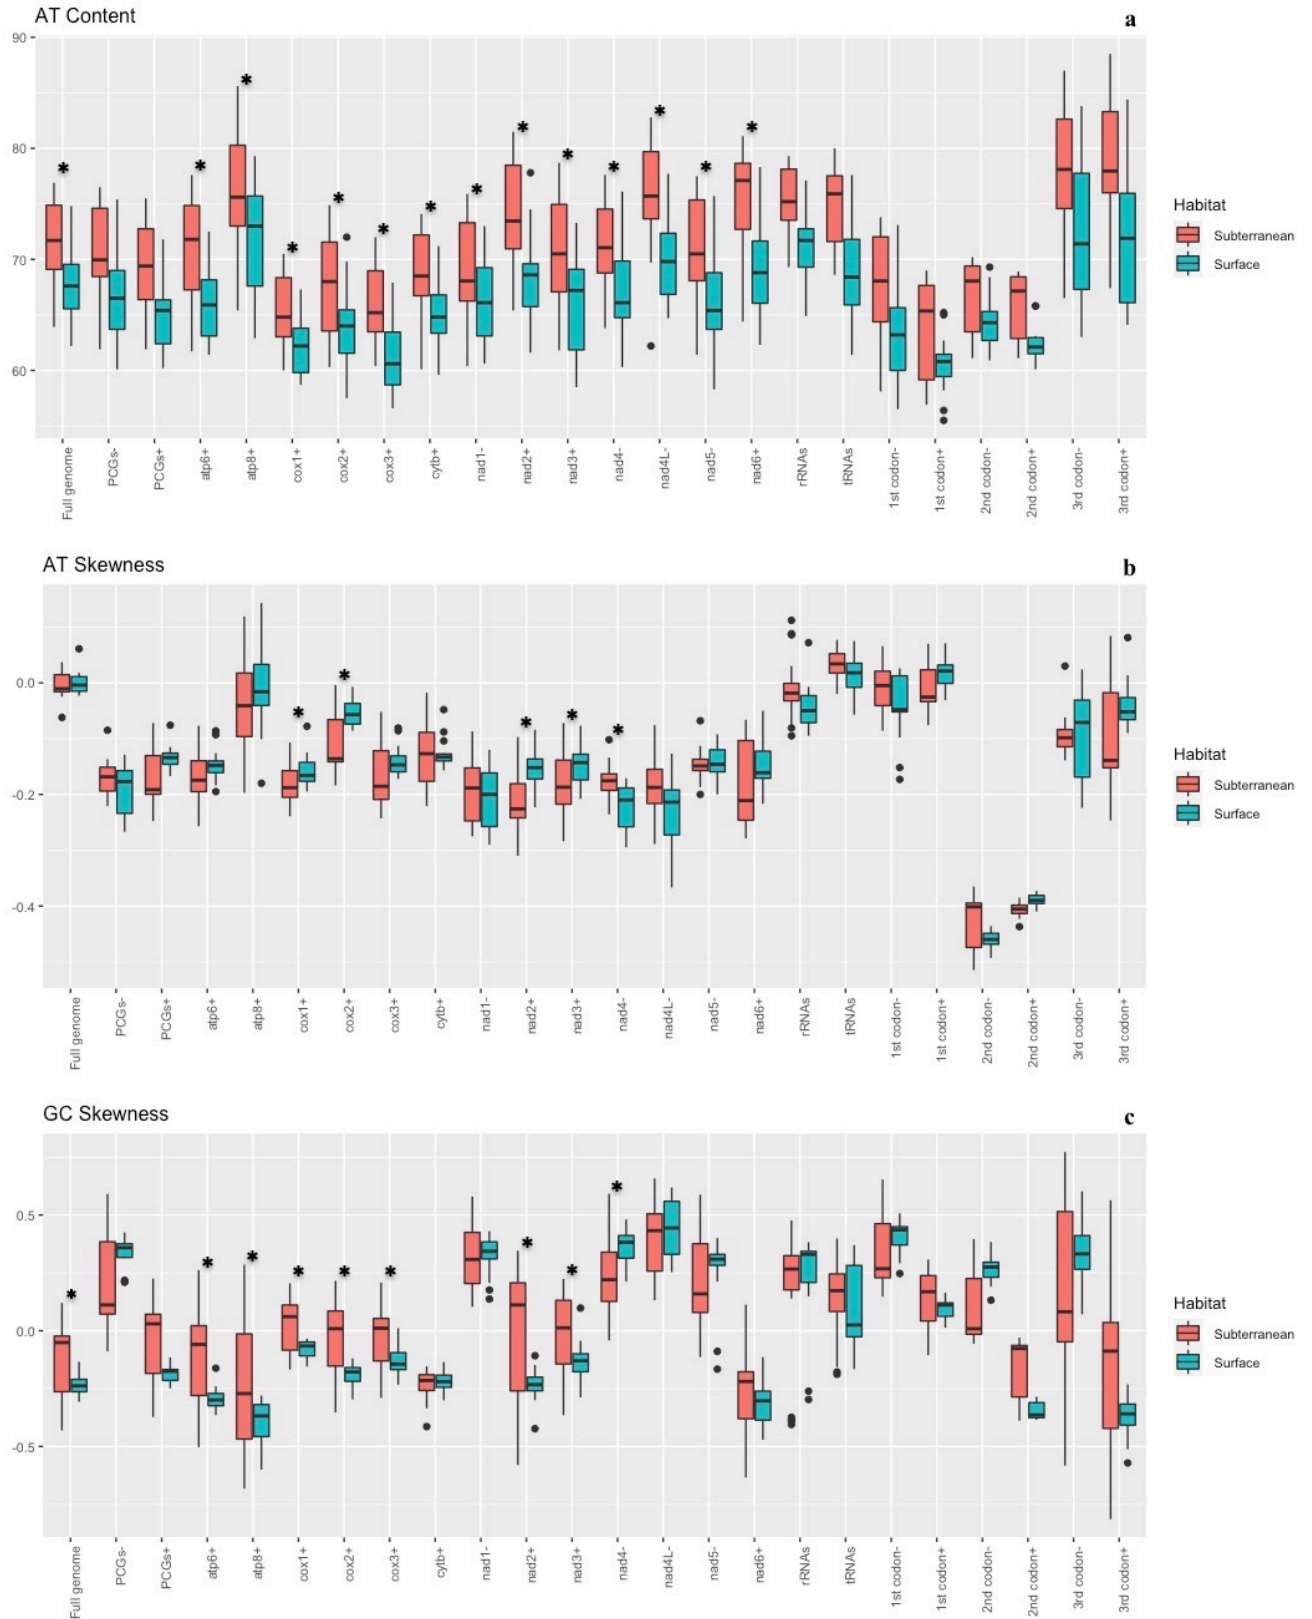 AT Content
a
90
80
70
60
Full genome
PCGs-
PCGs+
atp6+
atp8+
cox1+
cox2+
cox3+
cytb+
nad1-
nad2+
nad3+
nad4-
nad4L-
nad5-
nad6+
rRNAs
tRNAs
1st codon-
1st codon+
2nd codon-
2nd codon+
3rd codon-
3rd codon+
Habitat
Subterranean
Surface
AT Skewness
b
0.0
-0.2
-0.4
Full genome
PCGs-
PCGs+
atp6+
atp8+
cox1+
cox2+
cox3+
cytb+
nad1-
nad2+
nad3+
nad4-
nad4L-
nad5-
nad6+
rRNAs
tRNAs
1st codon-
1st codon+
2nd codon-
2nd codon+
3rd codon-
3rd codon+
Habitat
Subterranean
Surface
GC Skewness
c
0.5
0.0
-0.5
Full genome
PCGs-
PCGs+
atp6+
atp8+
cox1+
cox2+
cox3+
cytb+
nad1-
nad2+
nad3+
nad4-
nad4L-
nad5-
nad6+
rRNAs
tRNAs
1st codon-
1st codon+
2nd codon-
2nd codon+
3rd codon-
3rd codon+
Habitat
Subterranean
Surface